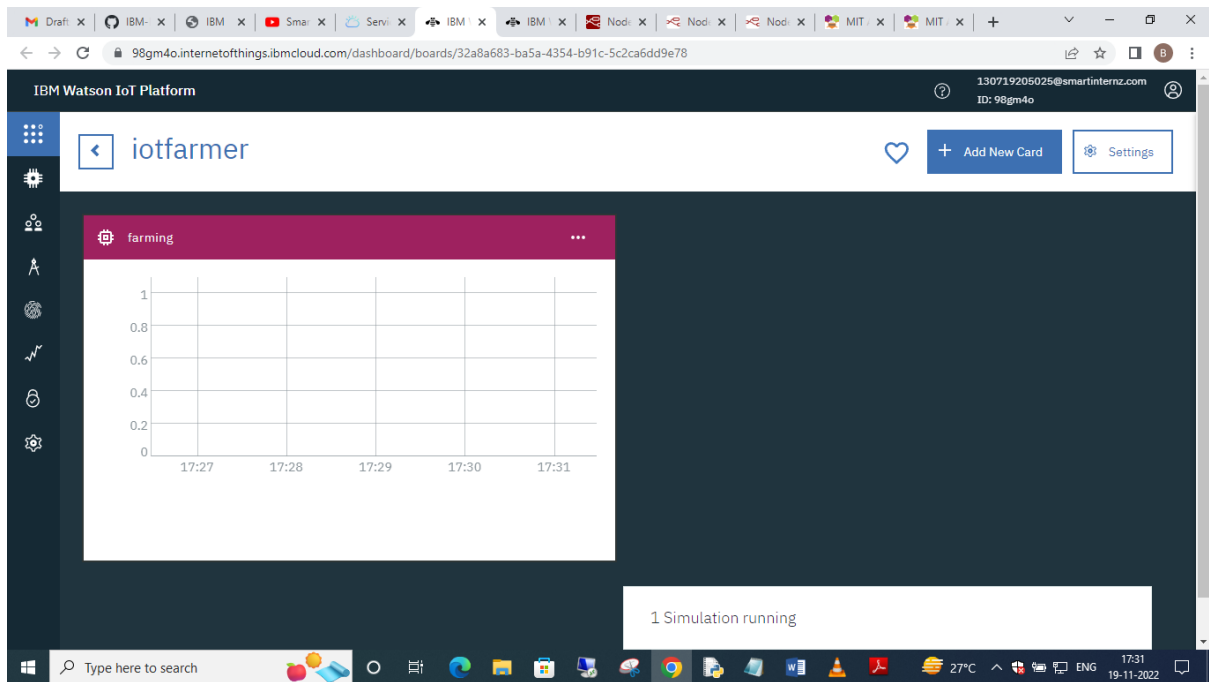 Draft IBM- IBM Smar Servi IBM IBM Node Node Node MIT MIT
98gm4o.internetofthings.ibmcloud.com/dashboard/boards/32a8a683-ba5a-4354-b91c-5c2ca6dd9e78 B
IBM Watson IoT Platform
130719205025@smartinternz.com
ID: 98gm4o
iotfarmer
+ Add New Card
Settings
farming
1
0.8
0.6
0.4
0.2
0
17:27 17:28 17:29 17:30 17:31
1 Simulation running
Type here to search
27°C ENG
17:31
19-11-2022